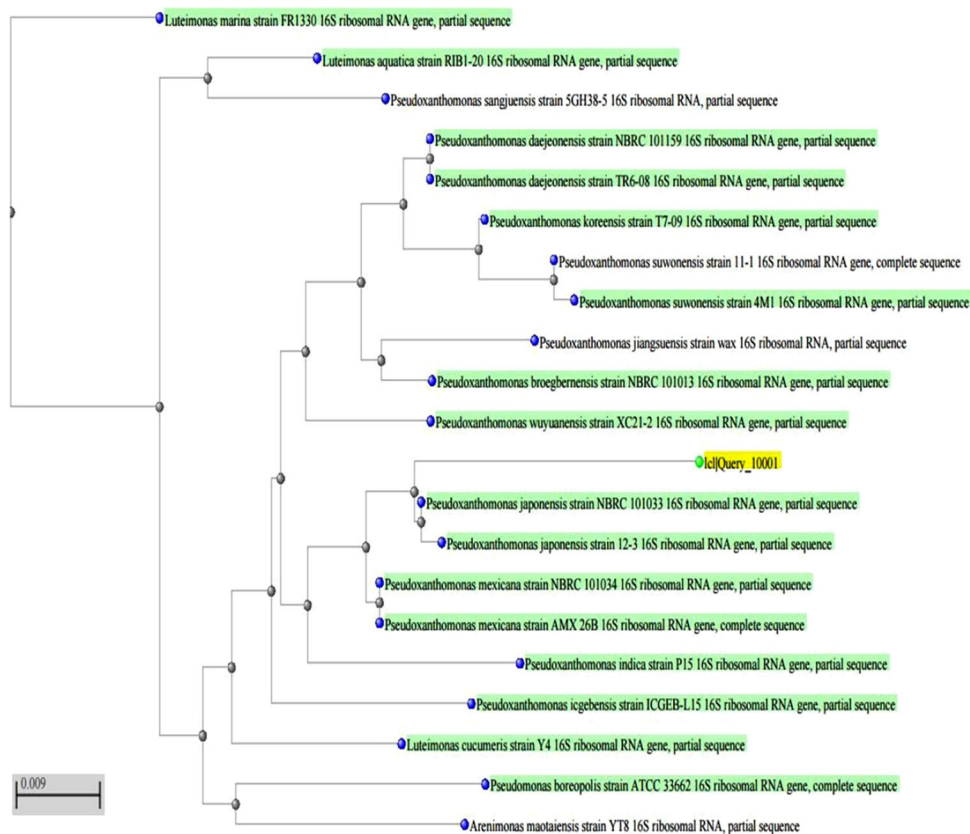 Luteimonas marina strain FR1330 16S ribosomal RNA gene, partial sequence
Luteimonas aquatica strain RIB1-20 16S ribosomal RNA gene, partial sequence
Pseudoxanthomonas sangjuensis strain 5GH38-5 16S ribosomal RNA, partial sequence
Pseudoxanthomonas daejeonensis strain NBRC 101159 16S ribosomal RNA gene, partial sequence
Pseudoxanthomonas daejeonensis strain TR6-08 16S ribosomal RNA gene, partial sequence
Pseudoxanthomonas koreensis strain T7-09 16S ribosomal RNA gene, partial sequence
Pseudoxanthomonas suwonensis strain 11-1 16S ribosomal RNA gene, complete sequence
Pseudoxanthomonas suwonensis strain 4M1 16S ribosomal RNA gene, partial sequence
Pseudoxanthomonas jiangsuensis strain wax 16S ribosomal RNA, partial sequence
Pseudoxanthomonas broegbernensis strain NBRC 101013 16S ribosomal RNA gene, partial sequence
Pseudoxanthomonas wuyuanensis strain XC21-2 16S ribosomal RNA gene, partial sequence
lcl|Query_10001
Pseudoxanthomonas japonensis strain NBRC 101033 16S ribosomal RNA gene, partial sequence
Pseudoxanthomonas japonensis strain 12-3 16S ribosomal RNA gene, partial sequence
Pseudoxanthomonas mexicana strain NBRC 101034 16S ribosomal RNA gene, partial sequence
Pseudoxanthomonas mexicana strain AMX 26B 16S ribosomal RNA gene, complete sequence
Pseudoxanthomonas indica strain P15 16S ribosomal RNA gene, partial sequence
Pseudoxanthomonas icgebensis strain ICGEB-L15 16S ribosomal RNA gene, partial sequence
Luteimonas cucumeris strain Y4 16S ribosomal RNA gene, partial sequence
Pseudomonas boreopolis strain ATCC 33662 16S ribosomal RNA gene, complete sequence
0.009
Arenimonas maotaiensis strain YT8 16S ribosomal RNA, partial sequence